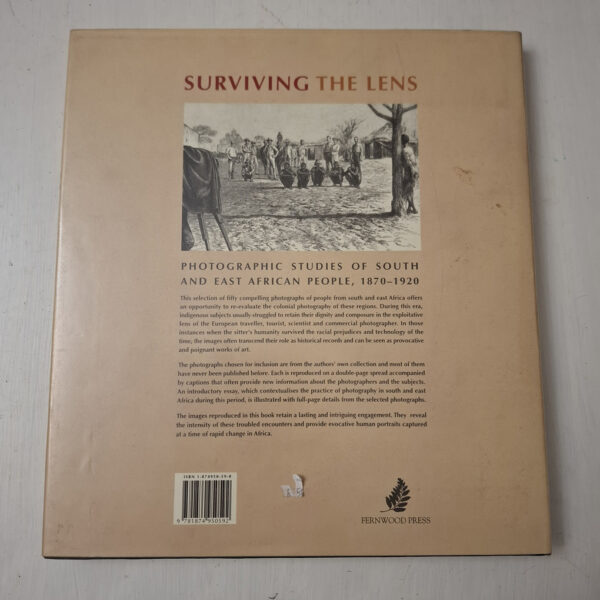 SURVIVING THE LENS
PHOTOGRAPHIC STUDIES OF SOUTH
AND EAST AFRICAN PEOPLE, 1870–1920
This selection of fifty compelling photographs of people from south and east Africa offers
an opportunity to re-evaluate the colonial photography of these regions. During this era,
indigenous subjects usually struggled to retain their dignity and composure in the exploitative
lens of the European traveller, tourist, scientist and commercial photographer. In those
instances when the sitter's humanity survived the racial prejudices and technology of the
time, the images often transcend their role as historical records and can be seen as provocative
and poignant works of art.
The photographs chosen for inclusion are from the authors' own collection and most of them
have never been published before. Each is reproduced on a double-page spread accompanied
by captions that often provide new information about the photographers and the subjects.
An introductory essay, which contextualises the practice of photography in south and east
Africa during this period, is illustrated with full-page details from the selected photographs.
The images reproduced in this book retain a lasting and intriguing engagement. They reveal
the intensity of these troubled encounters and provide evocative human portraits captured
at a time of rapid change in Africa.
ISBN 1-874950-59-8
9 781874 950592
FERNWOOD PRESS